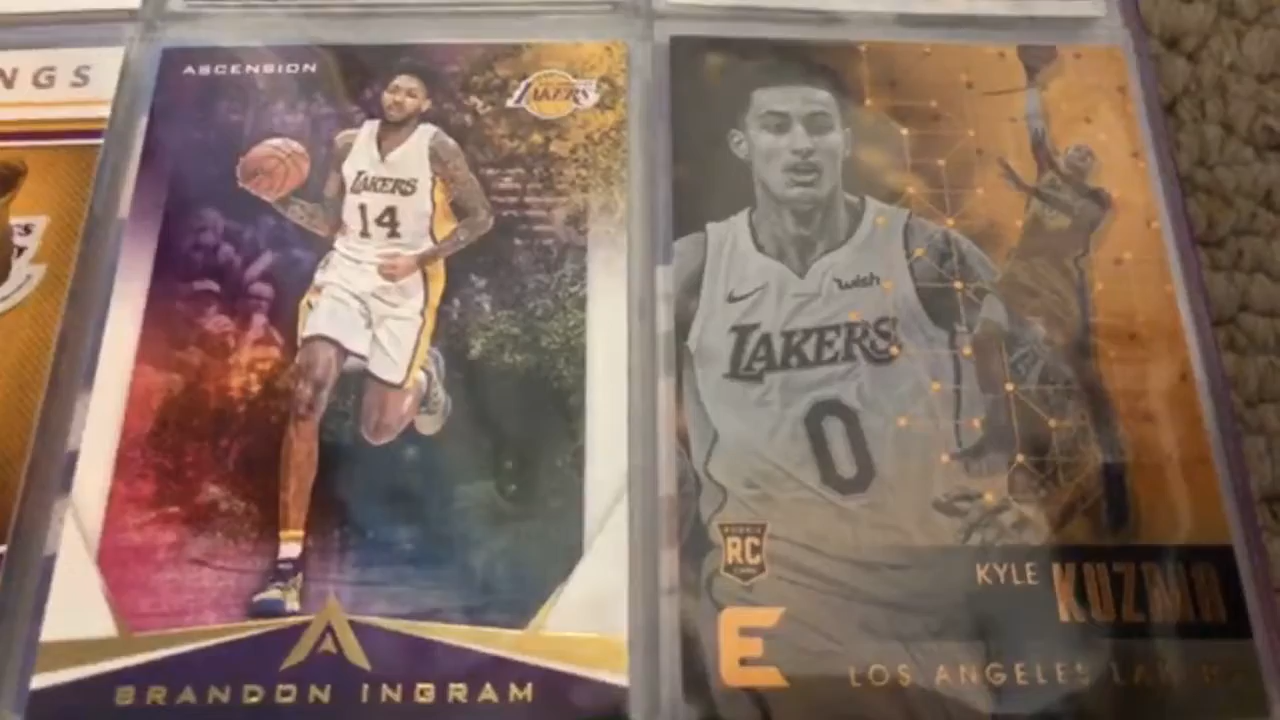 NGS
ASCENSION
LAKERS
LAKERS
14
BRANDON INGRAM
wish
LAKERS
0
RC
KYLE KUZMA
E
LOS ANGELES LAKERS